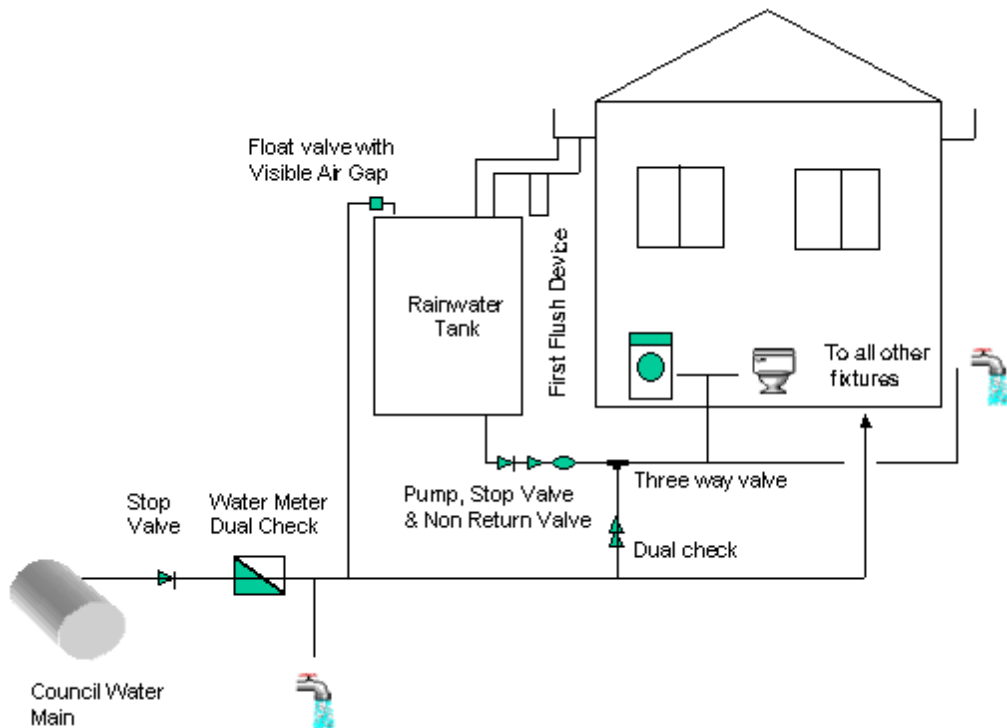 Float valve with
Visible Air Gap
Rainwater
Tank
First Flush Device
To all other
fixtures
Three way valve
Pump, Stop Valve
& Non Return Valve
Stop
Valve
Water Meter
Dual Check
Dual check
Council Water
Main